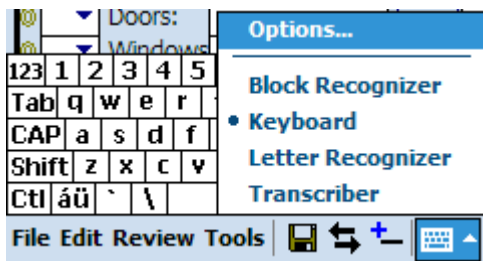 Doors:
Windows
Options...
Block Recognizer
Keyboard
Letter Recognizer
Transcriber
123 1 2 3 4 5
Tab q w e r
CAP a s d f
Shift z x c v
Ctl áü ` \
File Edit Review Tools